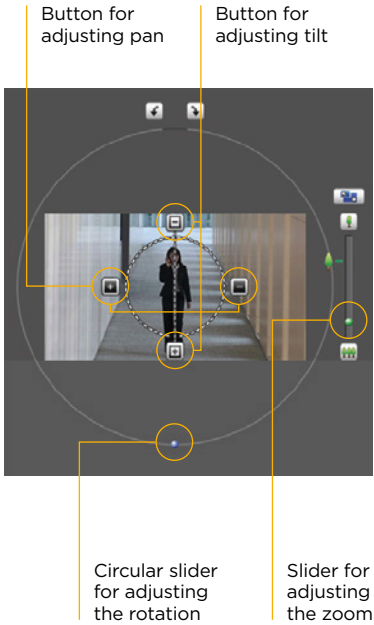 Button for
adjusting pan
Button for
adjusting tilt
Circular slider
for adjusting
the rotation
Slider for
adjusting
the zoom